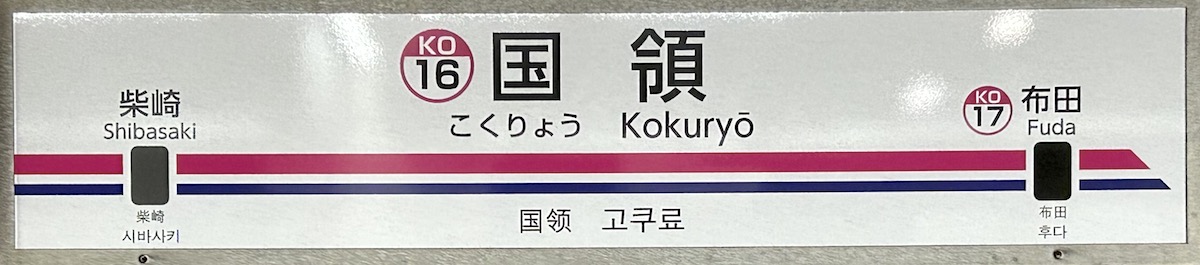 KO
16
国領
こくりょう Kokuryō
柴崎
Shibasaki
KO
17
布田
Fuda
柴崎
시바사키
国领 고쿠료
布田
후다